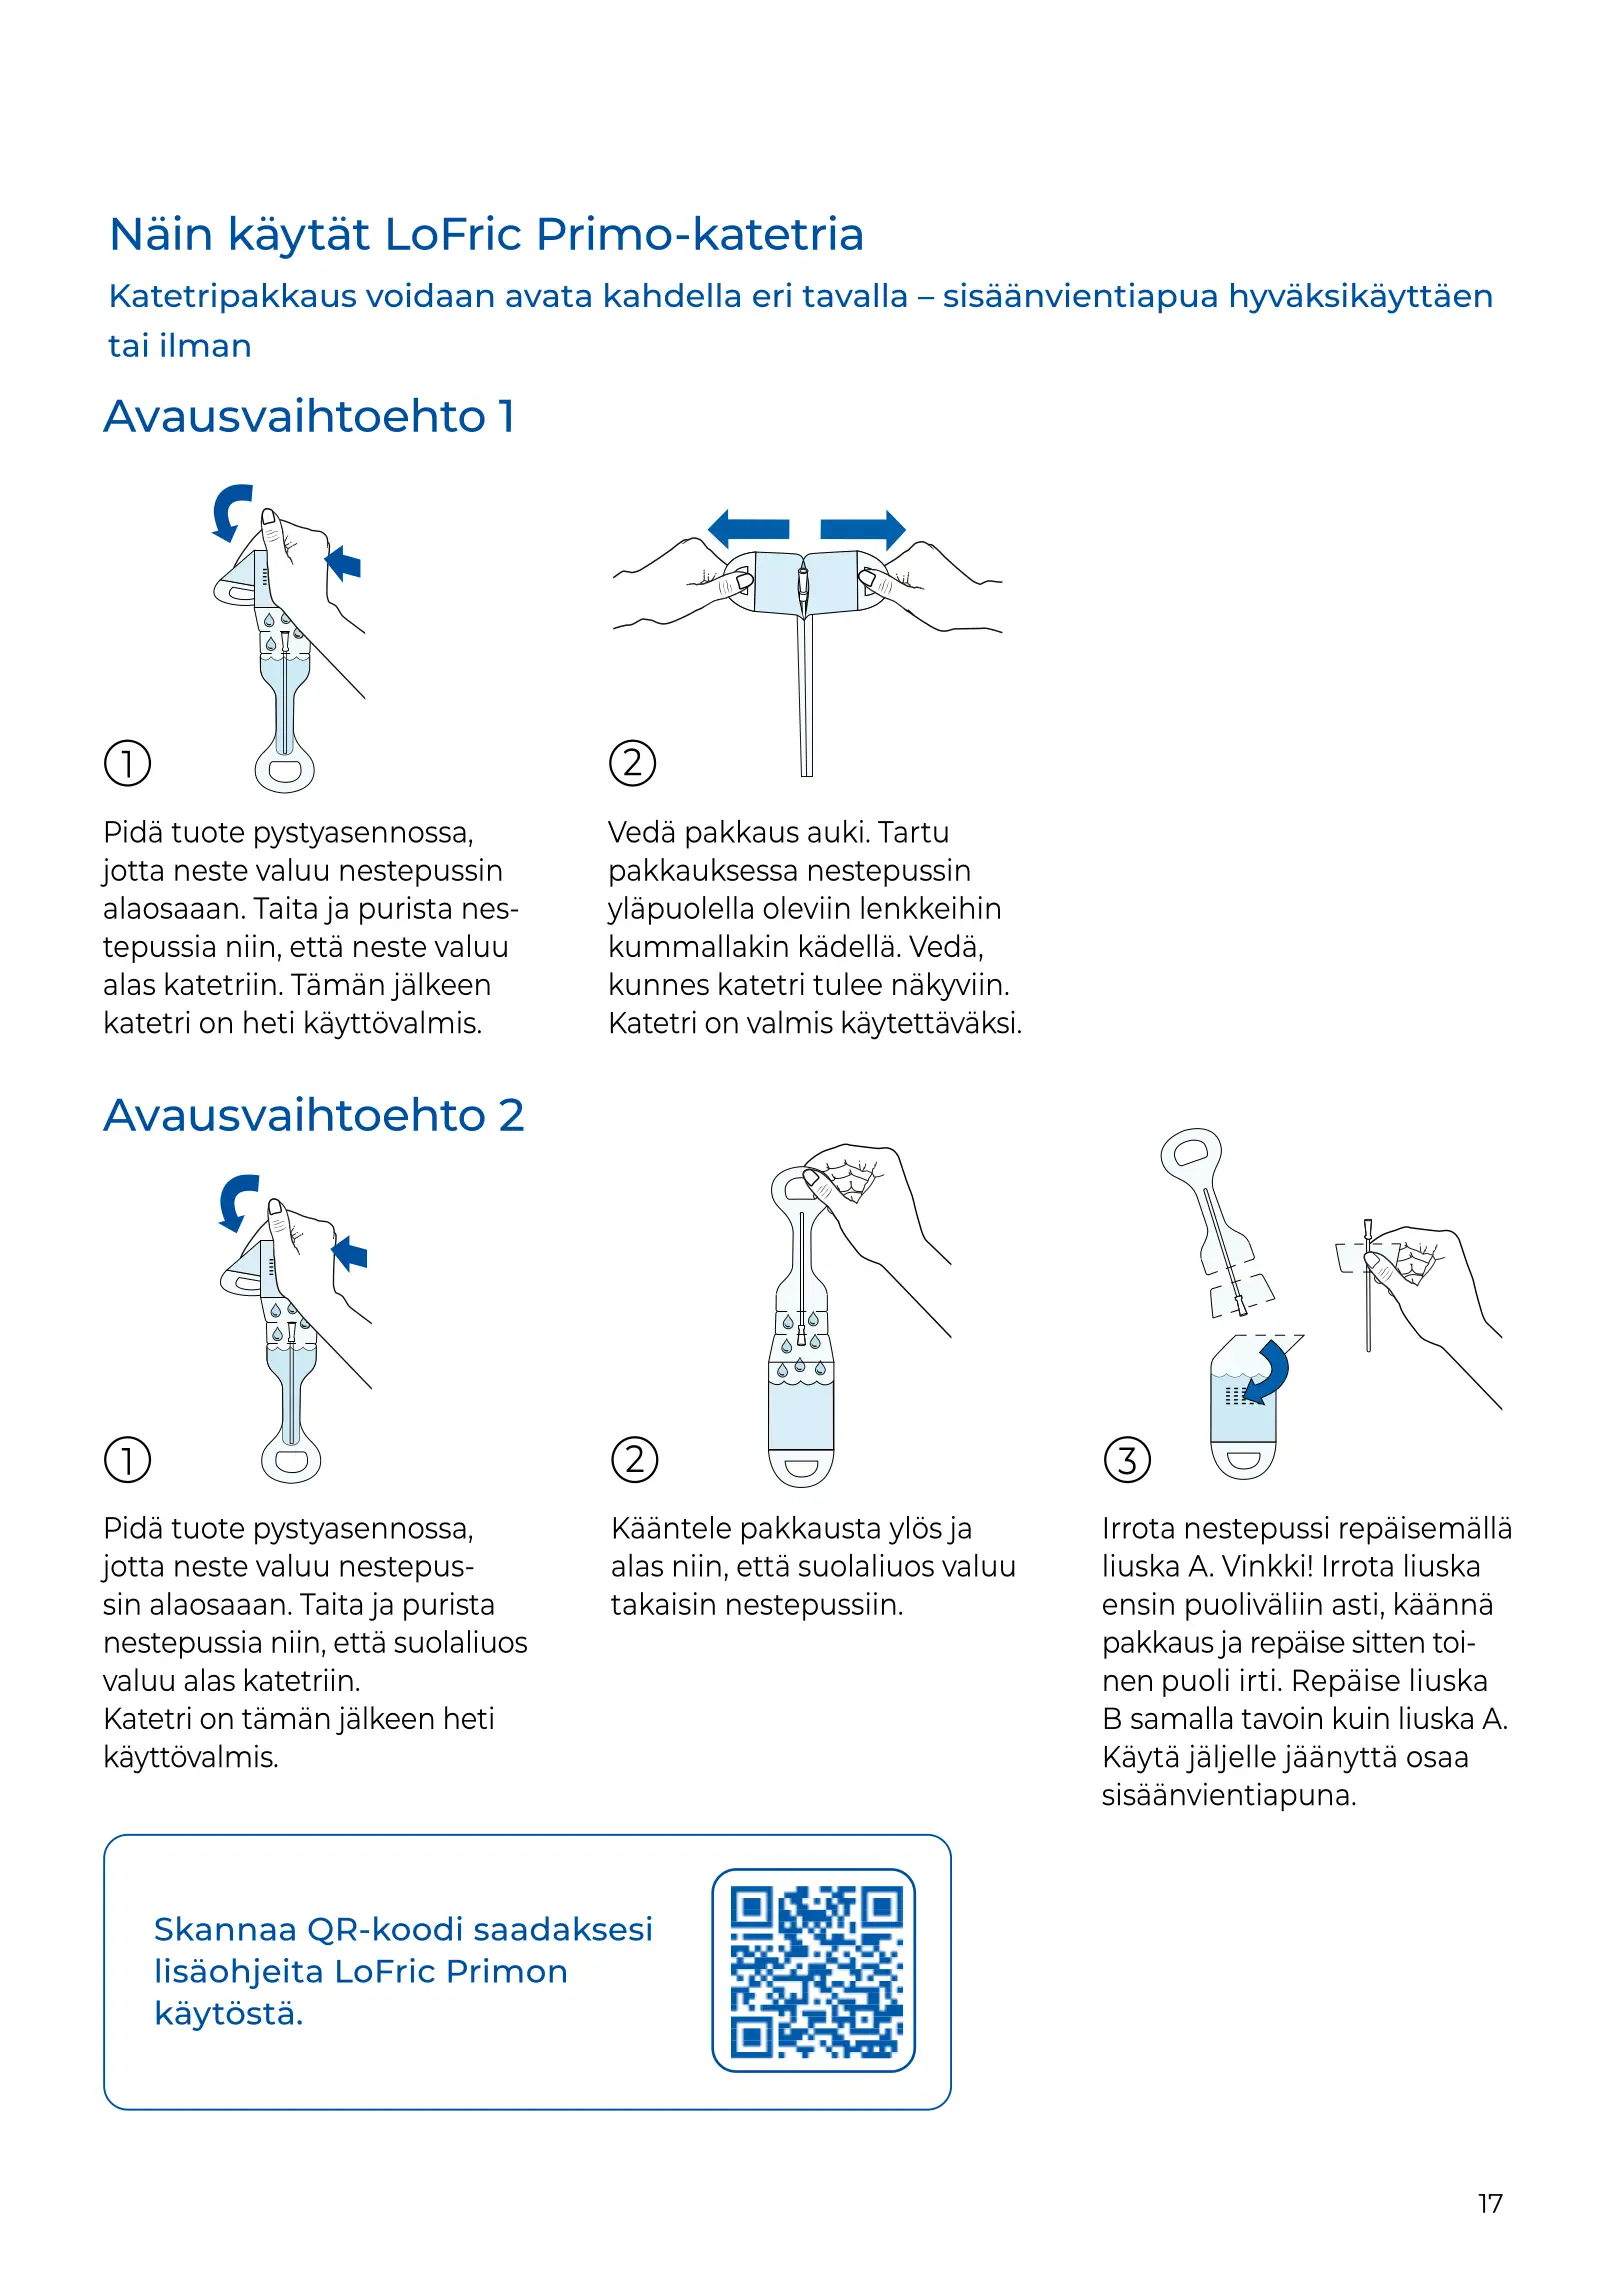 Näin käytät LoFric Primo-katetria
Katetripakkaus voidaan avata kahdella eri tavalla – sisäänvientiapua hyväksikäyttäen
tai ilman
Avausvaihtoehto 1
1
Pidä tuote pystyasennossa,
jotta neste valuu nestepussin
alaosaaan. Taita ja purista nes-
tepussia niin, että neste valuu
alas katetriin. Tämän jälkeen
katetri on heti käyttövalmis.
2
Vedä pakkaus auki. Tartu
pakkauksessa nestepussin
yläpuolella oleviin lenkkeihin
kummallakin kädellä. Vedä,
kunnes katetri tulee näkyviin.
Katetri on valmis käytettäväksi.
Avausvaihtoehto 2
1
Pidä tuote pystyasennossa,
jotta neste valuu nestepus-
sin alaosaaan. Taita ja purista
nestepussia niin, että suolaliuos
valuu alas katetriin.
Katetri on tämän jälkeen heti
käyttövalmis.
2
Kääntele pakkausta ylös ja
alas niin, että suolaliuos valuu
takaisin nestepussiin.
3
Irrota nestepussi repäisemällä
liuska A. Vinkki! Irrota liuska
ensin puoliväliin asti, käännä
pakkaus ja repäise sitten toi-
nen puoli irti. Repäise liuska
B samalla tavoin kuin liuska A.
Käytä jäljelle jäänyttä osaa
sisäänvientiapuna.
Skannaa QR-koodi saadaksesi
lisäohjeita LoFric Primon
käytöstä.
17